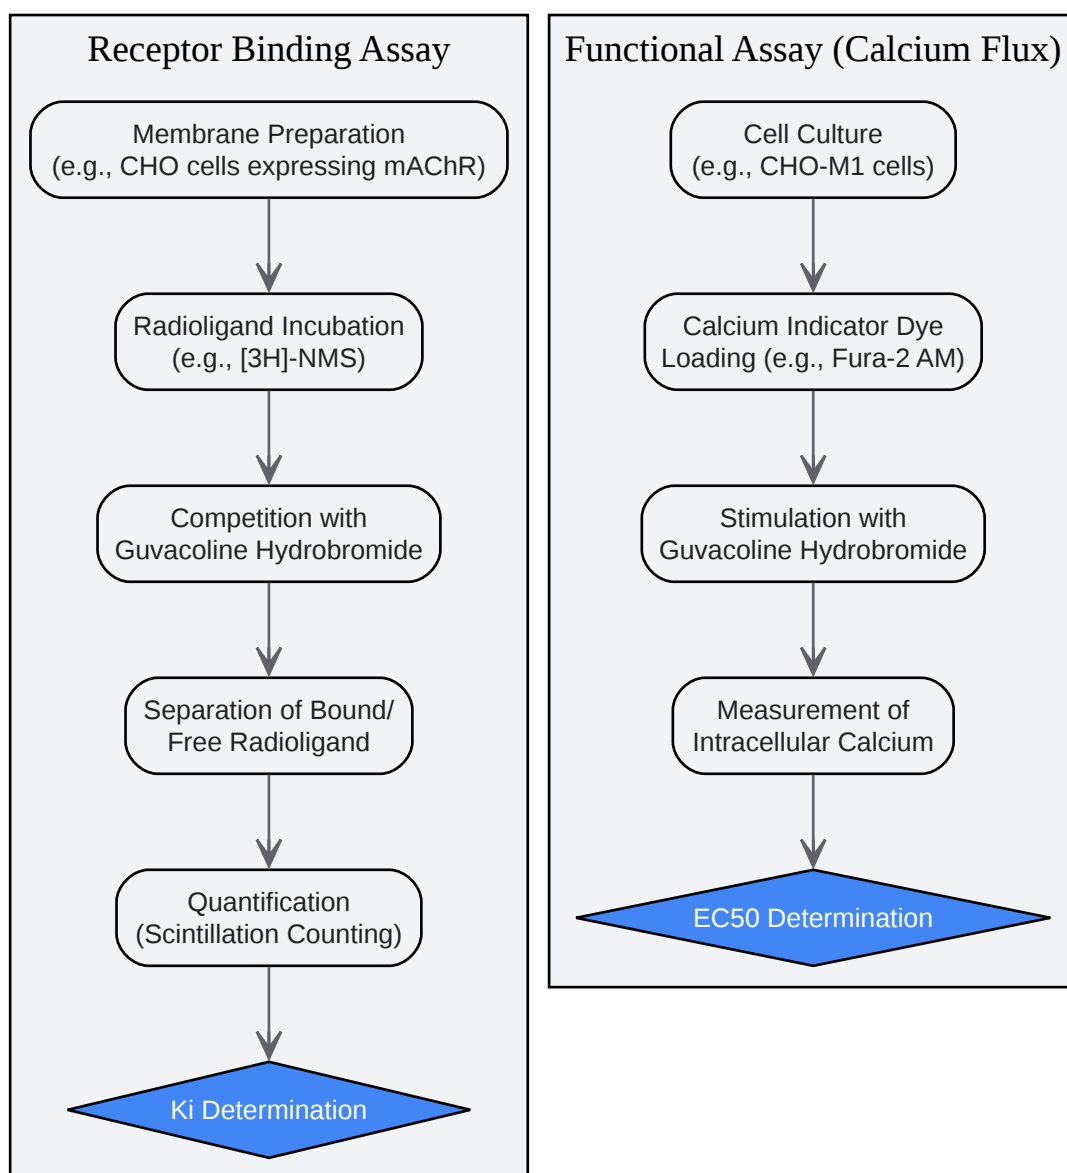 Receptor Binding Assay
Membrane Preparation
(e.g., CHO cells expressing mAChR)
Radioligand Incubation
(e.g., [3H]-NMS)
Competition with
Guvacoline Hydrobromide
Separation of Bound/
Free Radioligand
Quantification
(Scintillation Counting)
Ki Determination
Functional Assay (Calcium Flux)
Cell Culture
(e.g., CHO-M1 cells)
Calcium Indicator Dye
Loading (e.g., Fura-2 AM)
Stimulation with
Guvacoline Hydrobromide
Measurement of
Intracellular Calcium
EC50 Determination